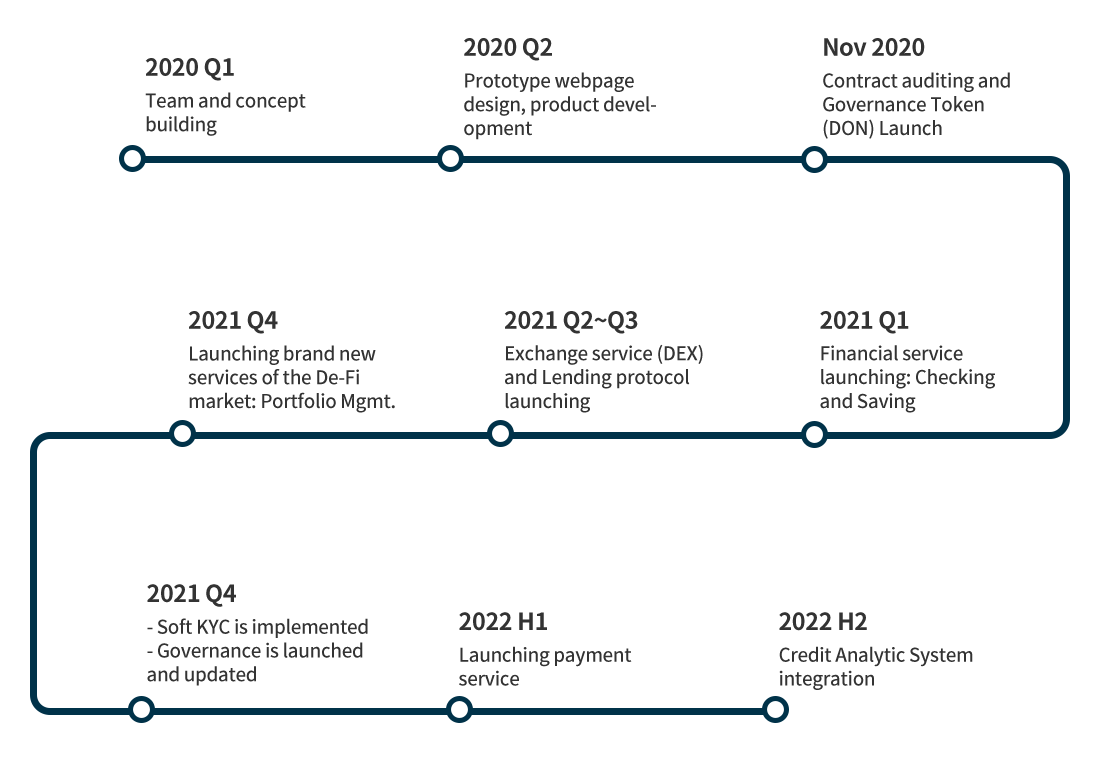 2020 Q1
Team and concept
building
2020 Q2
Prototype webpage
design, product devel-
opment
Nov 2020
Contract auditing and
Governance Token
(DON) Launch
2021 Q4
Launching brand new
services of the De-Fi
market: Portfolio Mgmt.
2021 Q2~Q3
Exchange service (DEX)
and Lending protocol
launching
2021 Q1
Financial service
launching: Checking
and Saving
2021 Q4
- Soft KYC is implemented
- Governance is launched
and updated
2022 H1
Launching payment
service
2022 H2
Credit Analytic System
integration